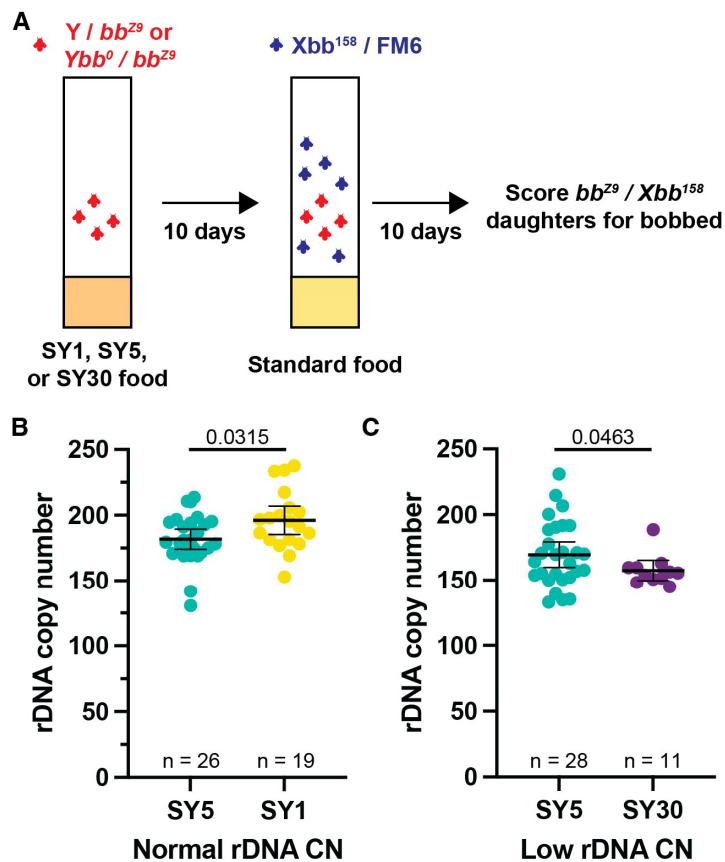 A
Y / bbᶻ⁹ or
Ybb⁰ / bbᶻ⁹
Xbb¹⁵⁸ / FM6
10 days
10 days
Score bbᶻ⁹ / Xbb¹⁵⁸
daughters for bobbed
SY1, SY5,
or SY30 food
Standard food
B
0.0315
250
200
150
100
50
0
rDNA copy number
n = 26
n = 19
SY5
SY1
Normal rDNA CN
C
0.0463
250
200
150
100
50
0
rDNA copy number
n = 28
n = 11
SY5
SY30
Low rDNA CN